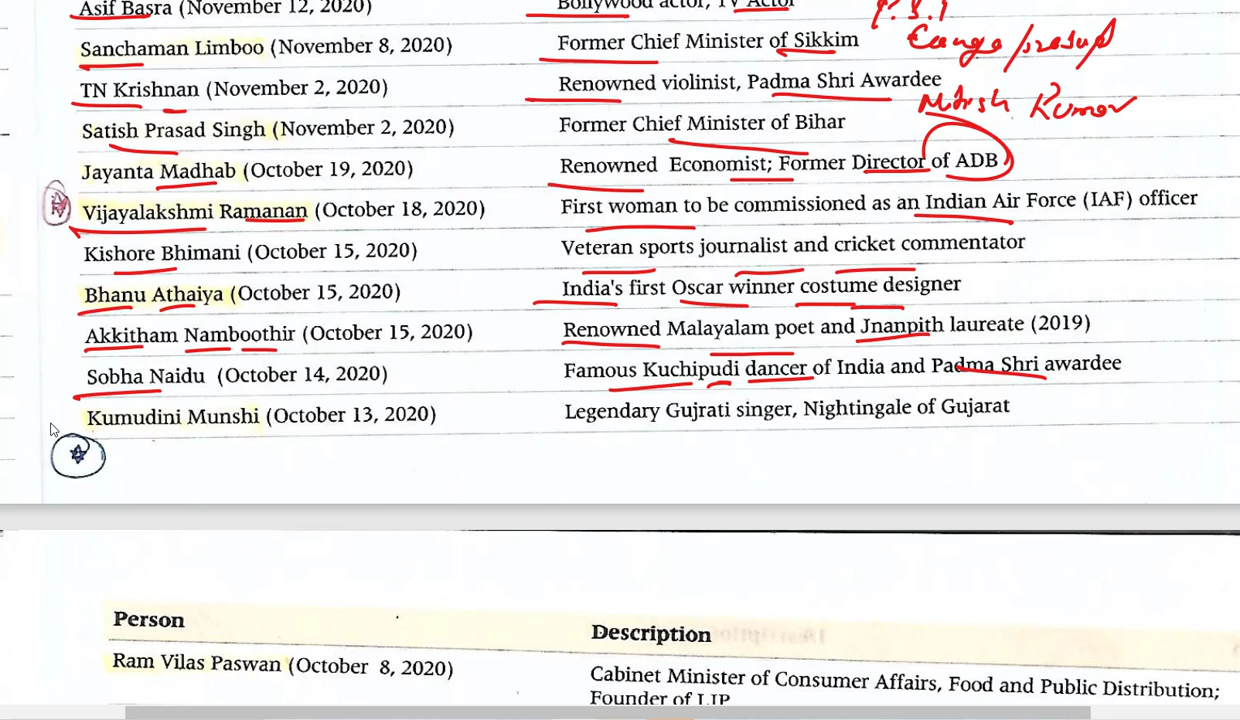 Asif Basra (November 12, 2020) Bollywood actor, TV Actor
P.S.
Sanchaman Limboo (November 8, 2020) Former Chief Minister of Sikkim
TN Krishnan (November 2, 2020) Renowned violinist, Padma Shri Awardee
Kumar
Satish Prasad Singh (November 2, 2020) Former Chief Minister of Bihar
Jayanta Madhab (October 19, 2020) Renowned Economist; Former Director of ADB
Vijayalakshmi Ramanan (October 18, 2020) First woman to be commissioned as an Indian Air Force (IAF) officer
Kishore Bhimani (October 15, 2020) Veteran sports journalist and cricket commentator
Bhanu Athaiya (October 15, 2020) India's first Oscar winner costume designer
Akkitham Namboothir (October 15, 2020) Renowned Malayalam poet and Jnanpith laureate (2019)
Sobha Naidu (October 14, 2020) Famous Kuchipudi dancer of India and Padma Shri awardee
Kumudini Munshi (October 13, 2020) Legendary Gujrati singer, Nightingale of Gujarat
Person Description
Ram Vilas Paswan (October 8, 2020) Cabinet Minister of Consumer Affairs, Food and Public Distribution;
Founder of LJP